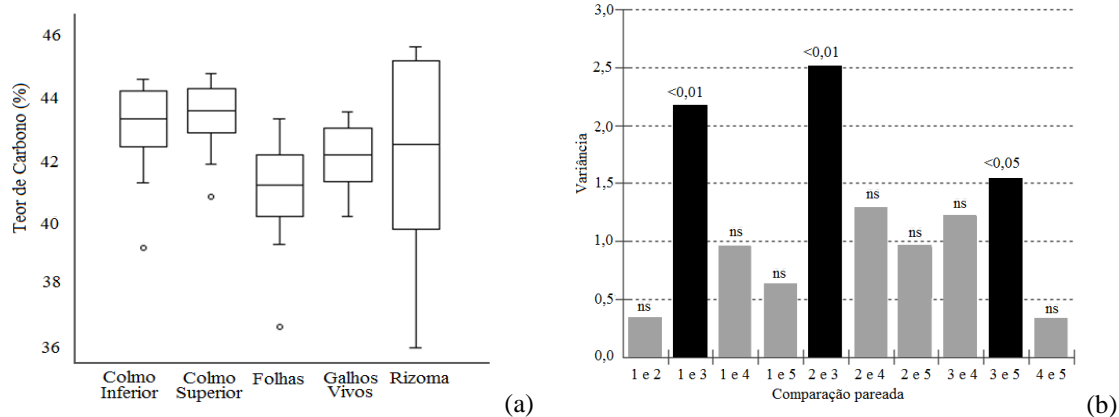 Teor de Carbono (%)
46
44
42
40
38
36
Colmo Inferior
Colmo Superior
Folhas
Galhos Vivos
Rizoma
(a)
Variância
3,0
2,5
2,0
1,5
1,0
0,5
0,0
ns
<0,01
ns
ns
<0,01
ns
ns
ns
<0,05
ns
1 e 2
1 e 3
1 e 4
1 e 5
2 e 3
2 e 4
2 e 5
3 e 4
3 e 5
4 e 5
Comparação pareada
(b)